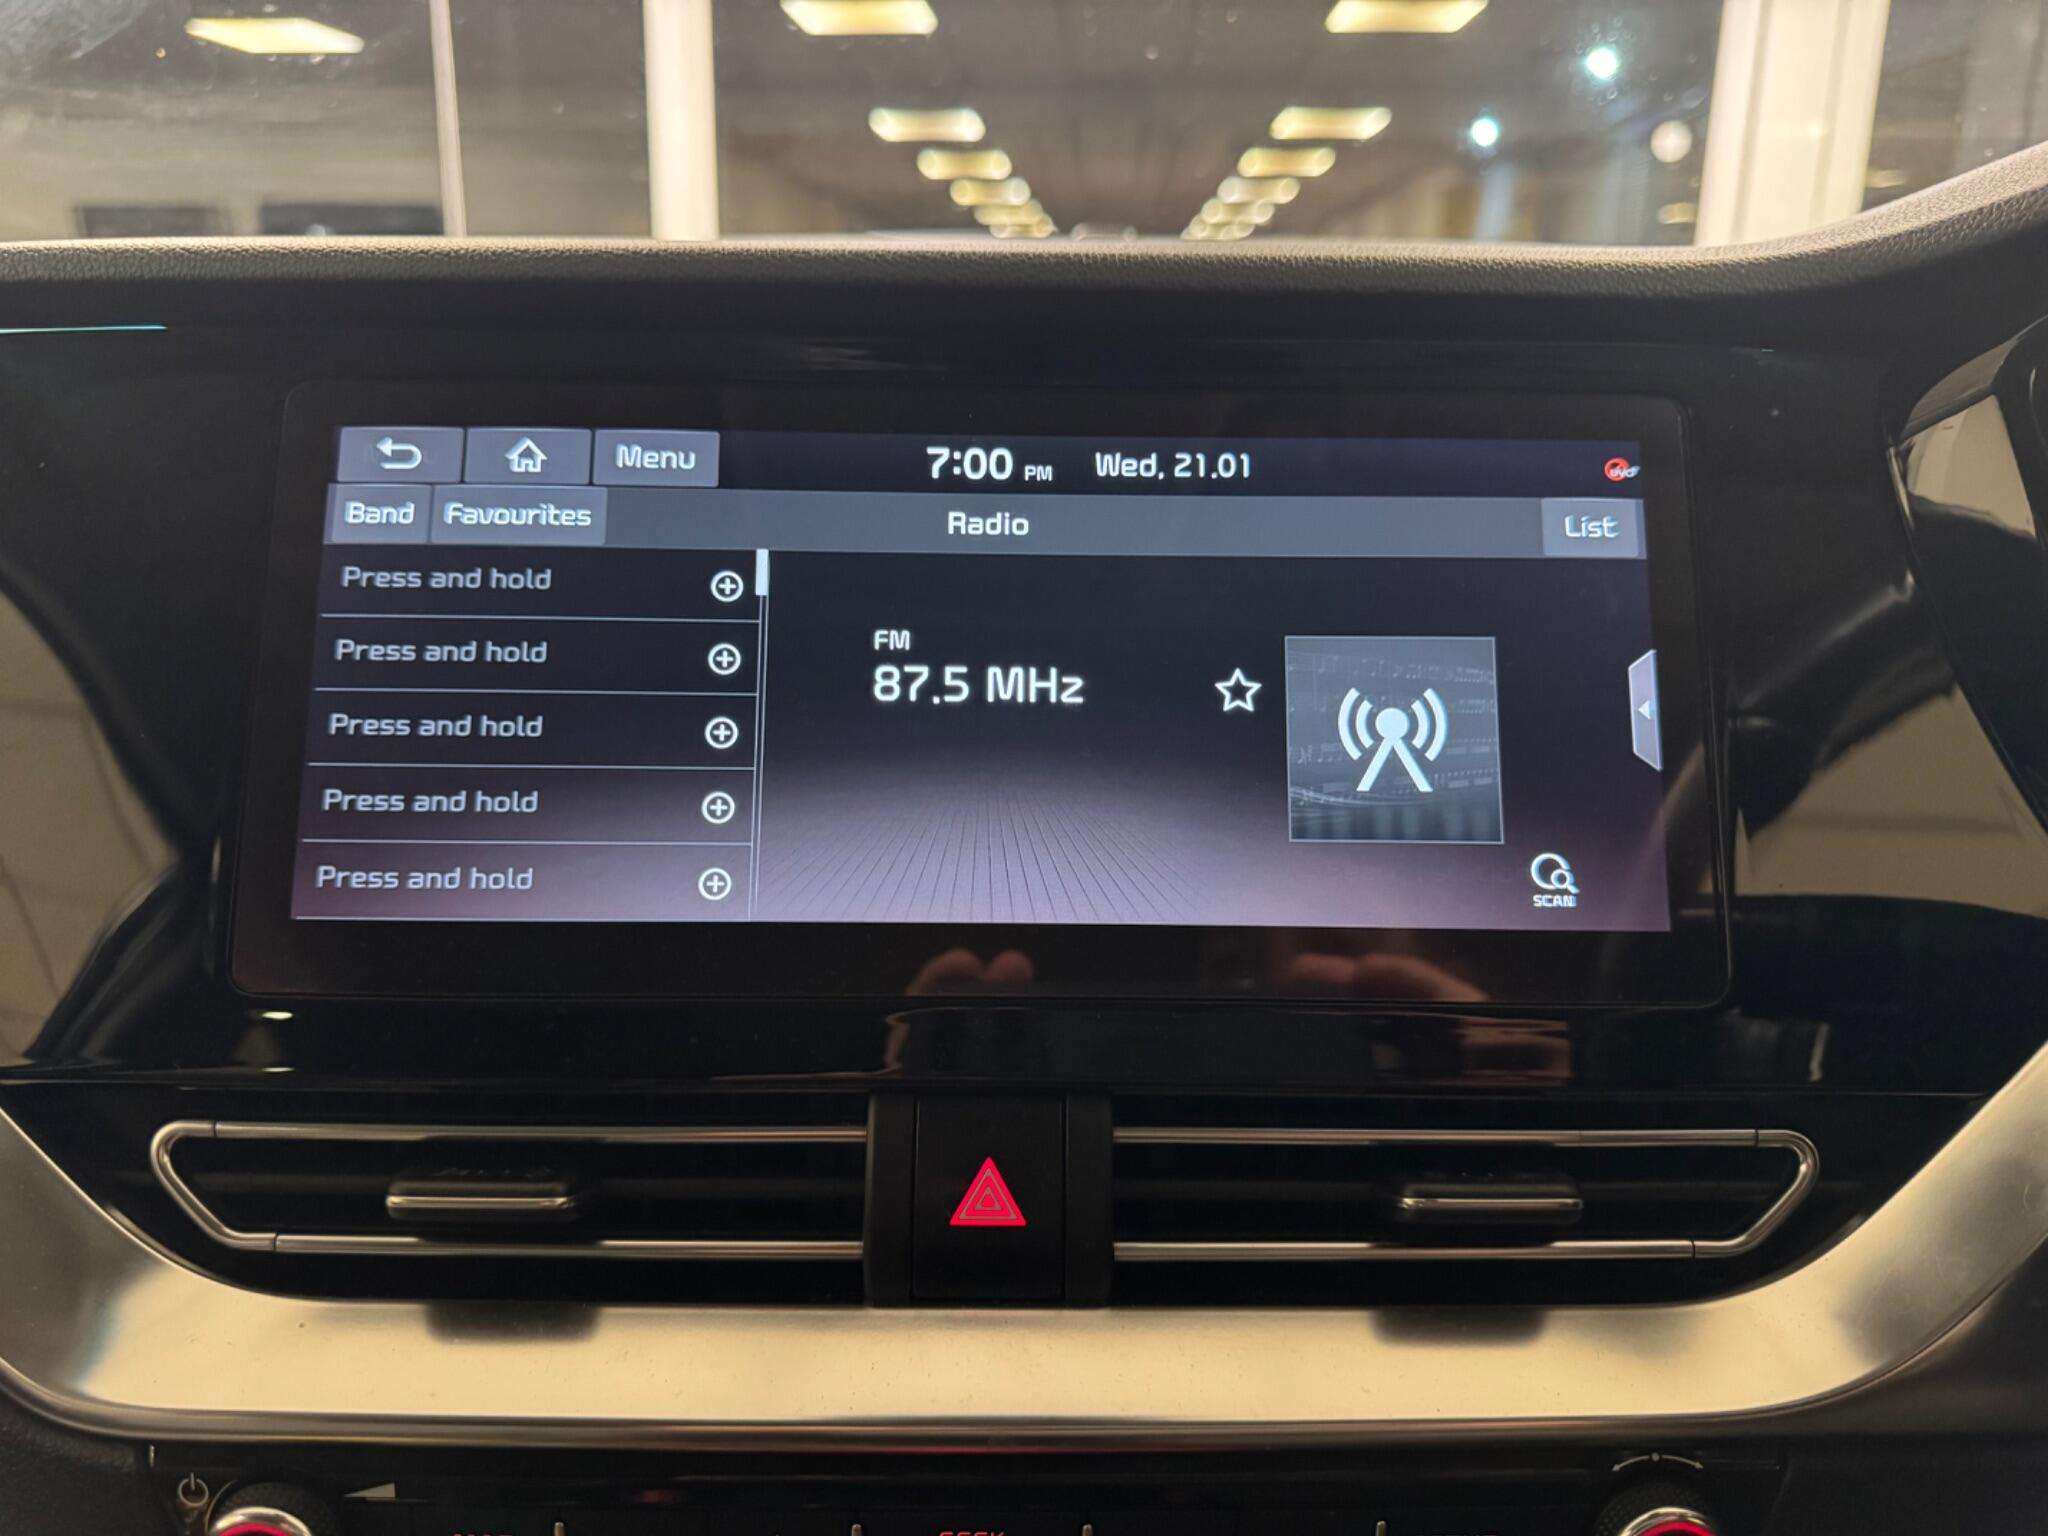 Menu
7:00 PM Wed, 21.01
Band Favourites Radio List
Press and hold
Press and hold
Press and hold
Press and hold
Press and hold
FM
87.5 MHz
SCAN